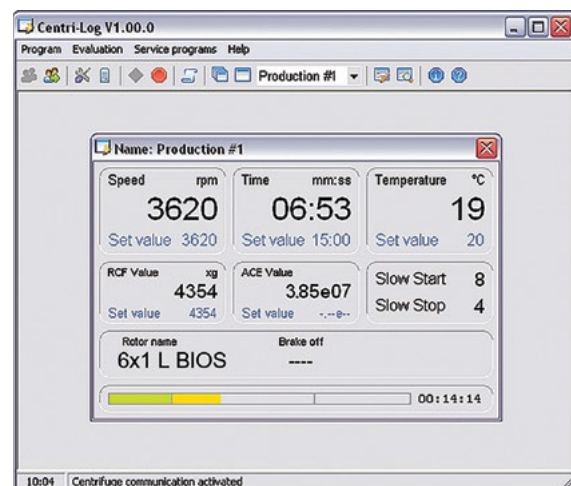 Centri-Log V1.00.0
Program Evaluation Service programs Help
Production #1
Name: Production #1
Speed rpm Time mm:ss Temperature °C
3620 06:53 19
Set value 3620 Set value 15:00 Set value 20
RCF Value xg ACE Value Slow Start 8
4354 3.85e07 Slow Stop 4
Set value 4354 Set value -.--e--
Rotor name Brake off
6x1 L BIOS ----
00:14:14
10:04 Centrifuge communication activated